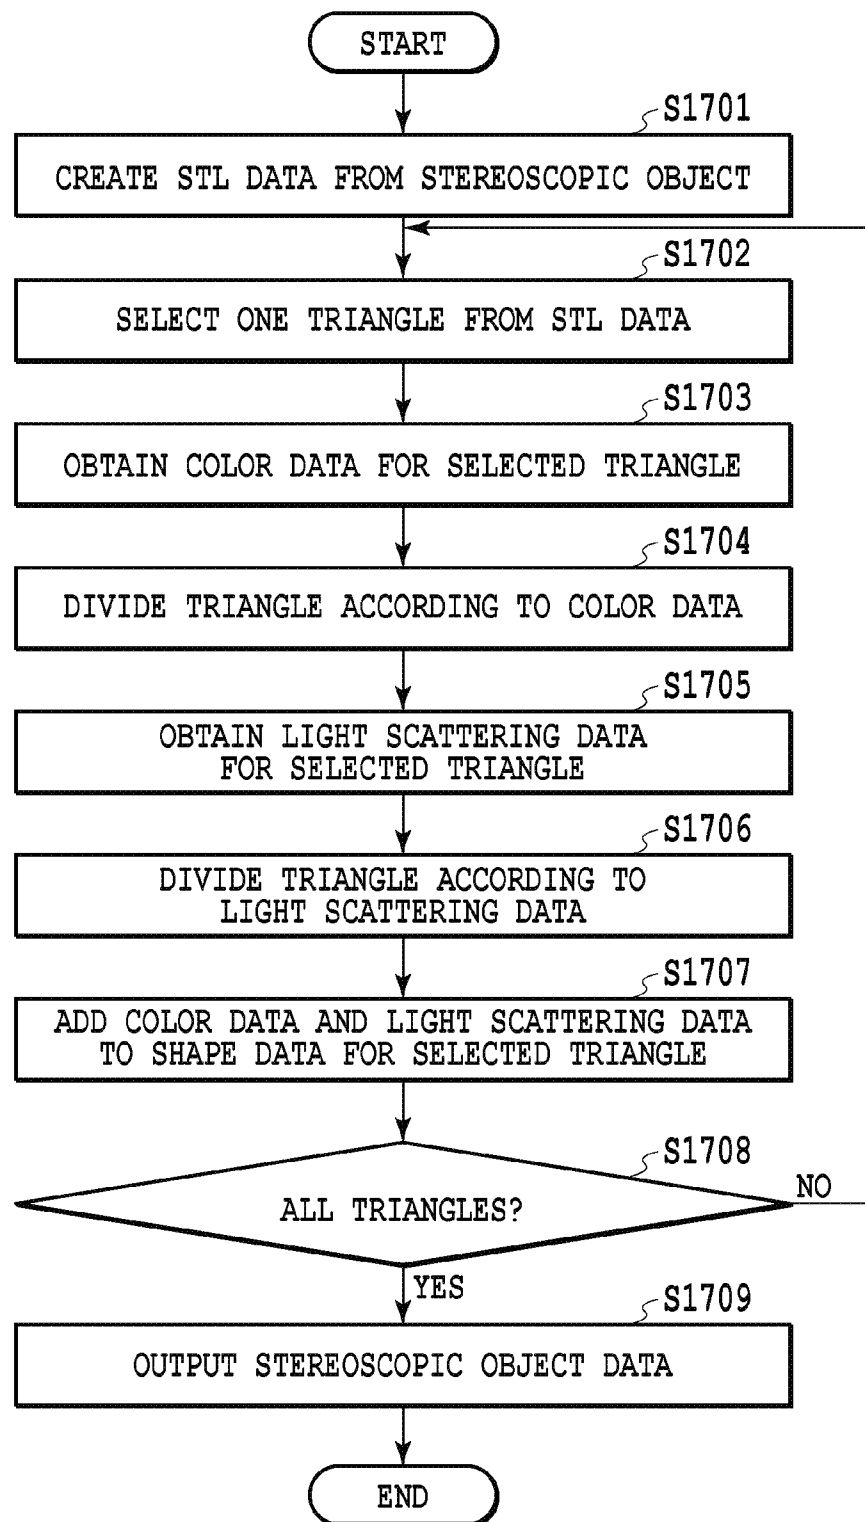 START
S1701
CREATE STL DATA FROM STEREOSCOPIC OBJECT
S1702
SELECT ONE TRIANGLE FROM STL DATA
S1703
OBTAIN COLOR DATA FOR SELECTED TRIANGLE
S1704
DIVIDE TRIANGLE ACCORDING TO COLOR DATA
S1705
OBTAIN LIGHT SCATTERING DATA
FOR SELECTED TRIANGLE
S1706
DIVIDE TRIANGLE ACCORDING TO
LIGHT SCATTERING DATA
S1707
ADD COLOR DATA AND LIGHT SCATTERING DATA
TO SHAPE DATA FOR SELECTED TRIANGLE
S1708
NO
ALL TRIANGLES?
YES
S1709
OUTPUT STEREOSCOPIC OBJECT DATA
END